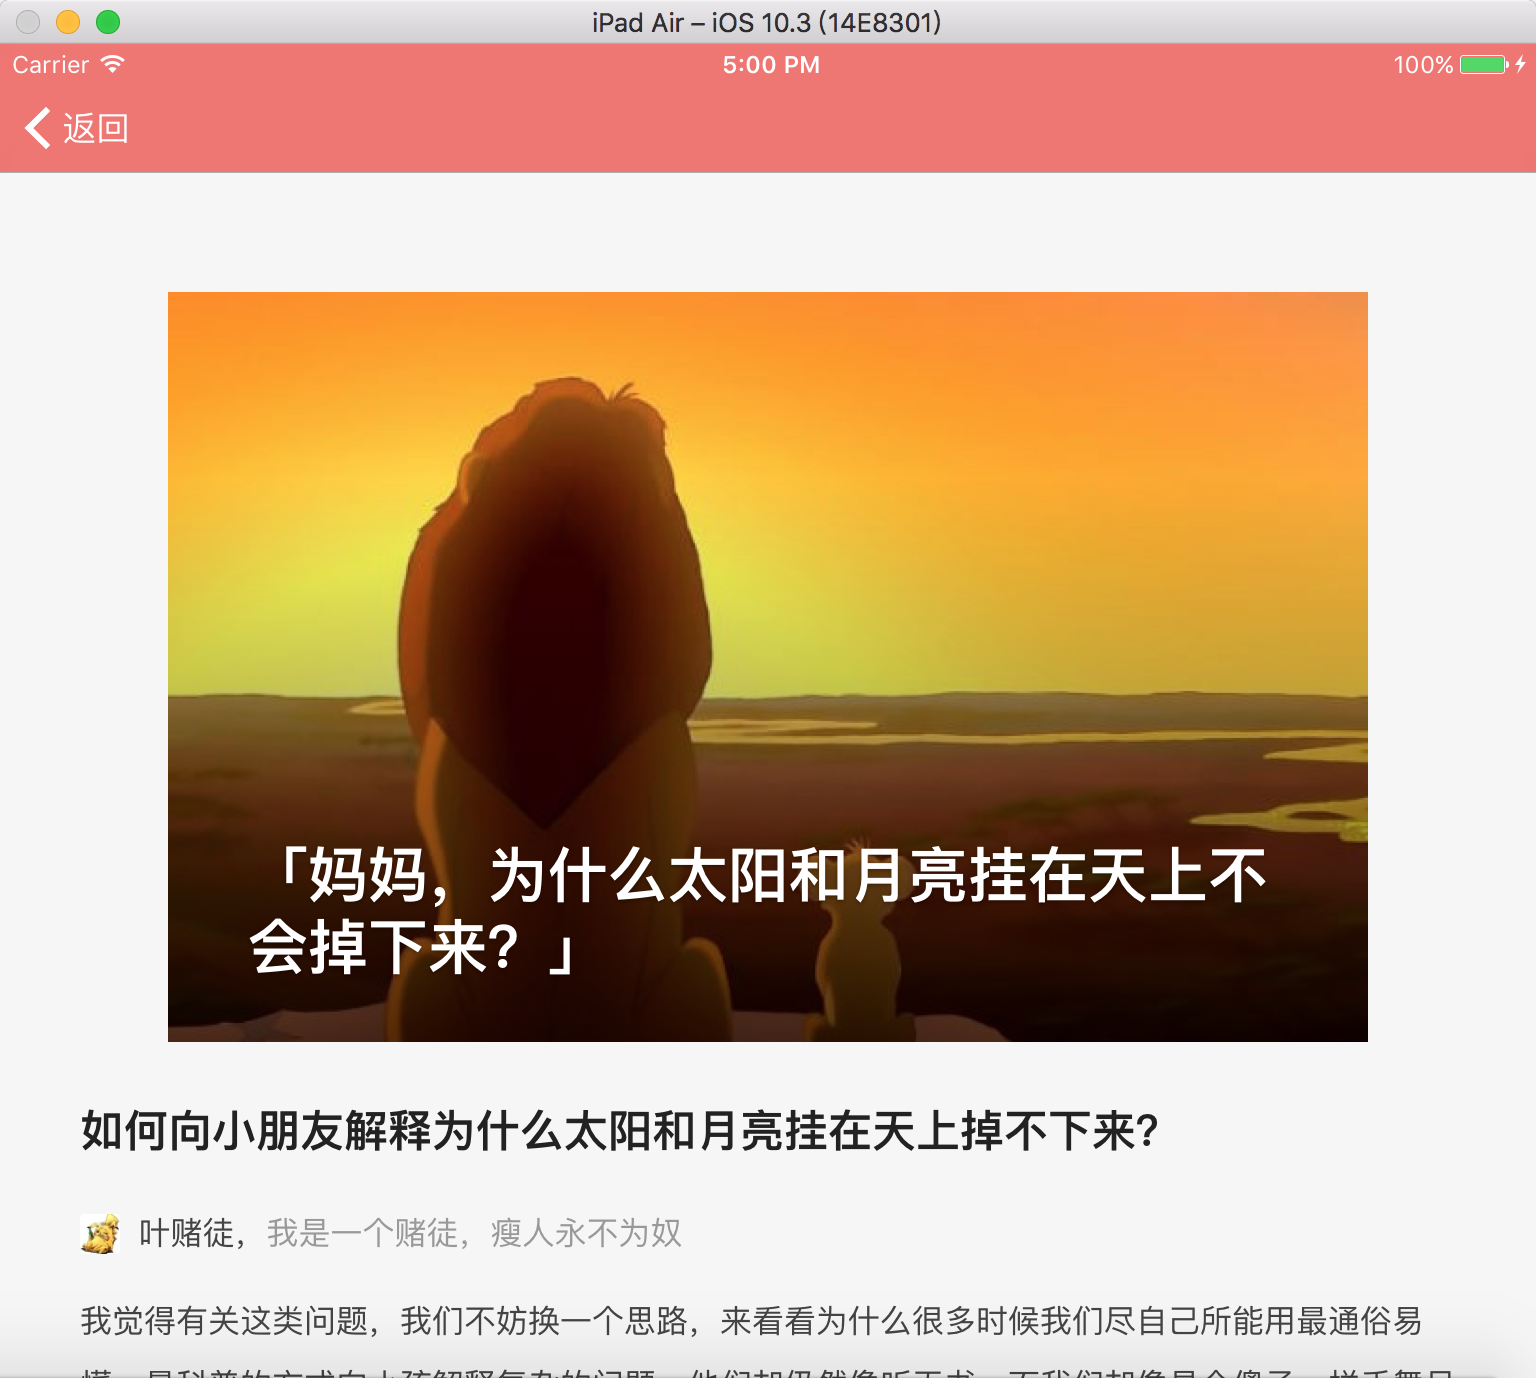 iPad Air – iOS 10.3 (14E8301)
Carrier 5:00 PM 100%
返回
「妈妈，为什么太阳和月亮挂在天上不
会掉下来？」
如何向小朋友解释为什么太阳和月亮挂在天上掉不下来?
叶赌徒，我是一个赌徒，瘦人永不为奴
我觉得有关这类问题，我们不妨换一个思路，来看看为什么很多时候我们尽自己所能用最通俗易